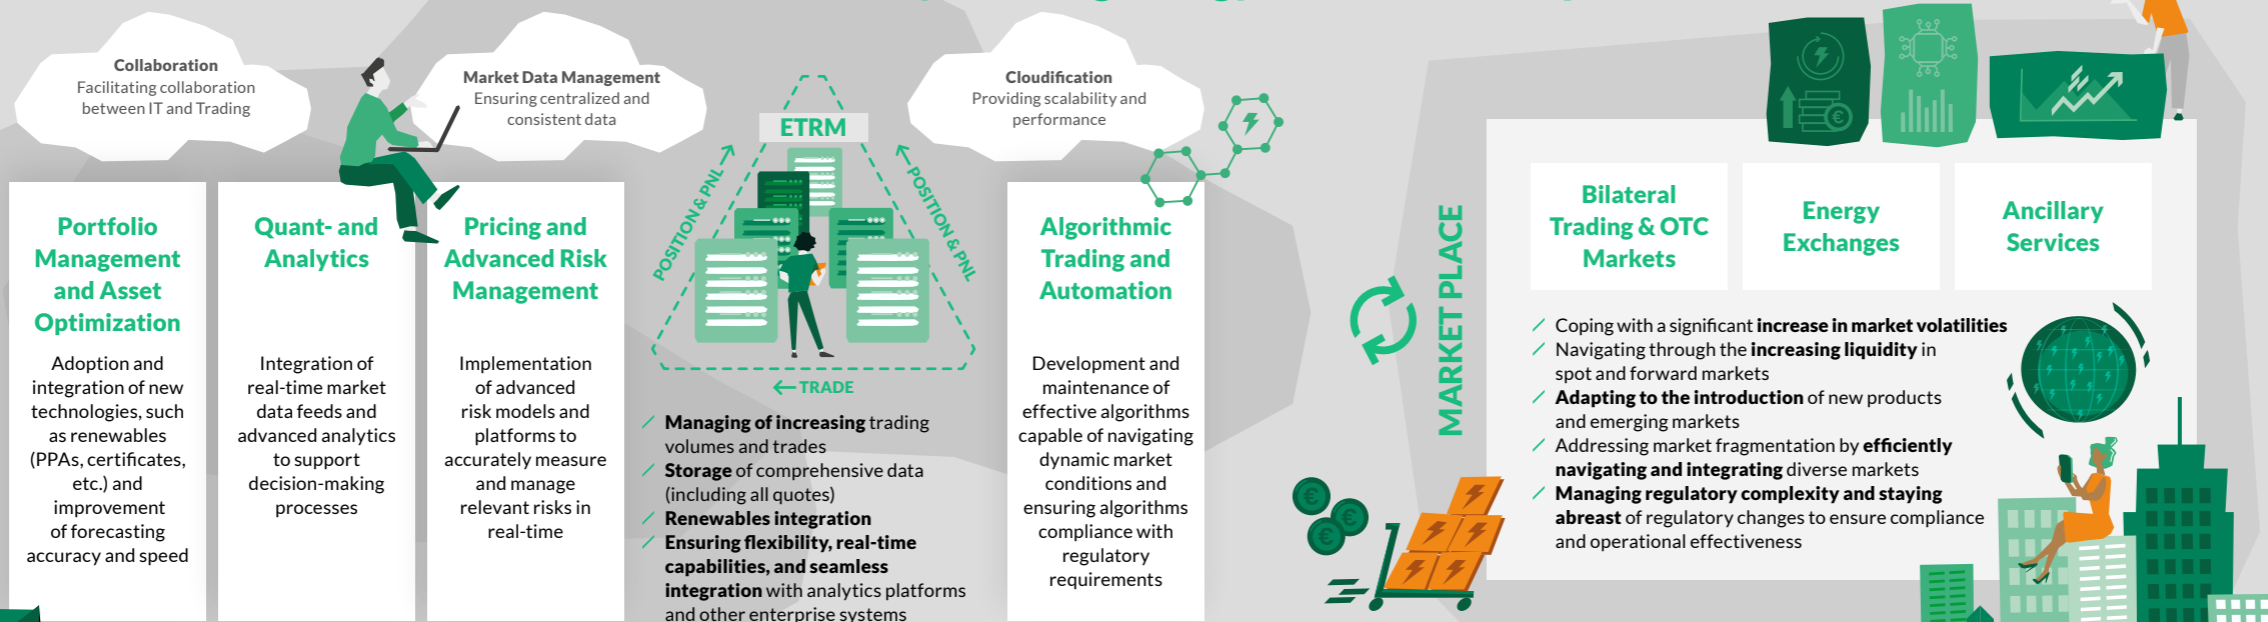 Collaboration
Facilitating collaboration
between IT and Trading
Market Data Management
Ensuring centralized and
consistent data
Cloudification
Providing scalability and
performance
Portfolio
Management
and Asset
Optimization
Adoption and
integration of new
technologies, such
as renewables
(PPAs, certificates,
etc.) and
improvement
of forecasting
accuracy and speed
Quant- and
Analytics
Integration of
real-time market
data feeds and
advanced analytics
to support
decision-making
processes
Pricing and
Advanced Risk
Management
Implementation
of advanced
risk models and
platforms to
accurately measure
and manage
relevant risks in
real-time
ETRM
POSITION & PNL
POSITION & PNL
TRADE
Managing of increasing trading
volumes and trades
Storage of comprehensive data
(including all quotes)
Renewables integration
Ensuring flexibility, real-time
capabilities, and seamless
integration with analytics platforms
and other enterprise systems
Algorithmic
Trading and
Automation
Development and
maintenance of
effective algorithms
capable of navigating
dynamic market
conditions and
ensuring algorithms
compliance with
regulatory
requirements
MARKET PLACE
Bilateral
Trading & OTC
Markets
Energy
Exchanges
Ancillary
Services
Coping with a significant increase in market volatilities
Navigating through the increasing liquidity in
spot and forward markets
Adapting to the introduction of new products
and emerging markets
Addressing market fragmentation by efficiently
navigating and integrating diverse markets
Managing regulatory complexity and staying
abreast of regulatory changes to ensure compliance
and operational effectiveness